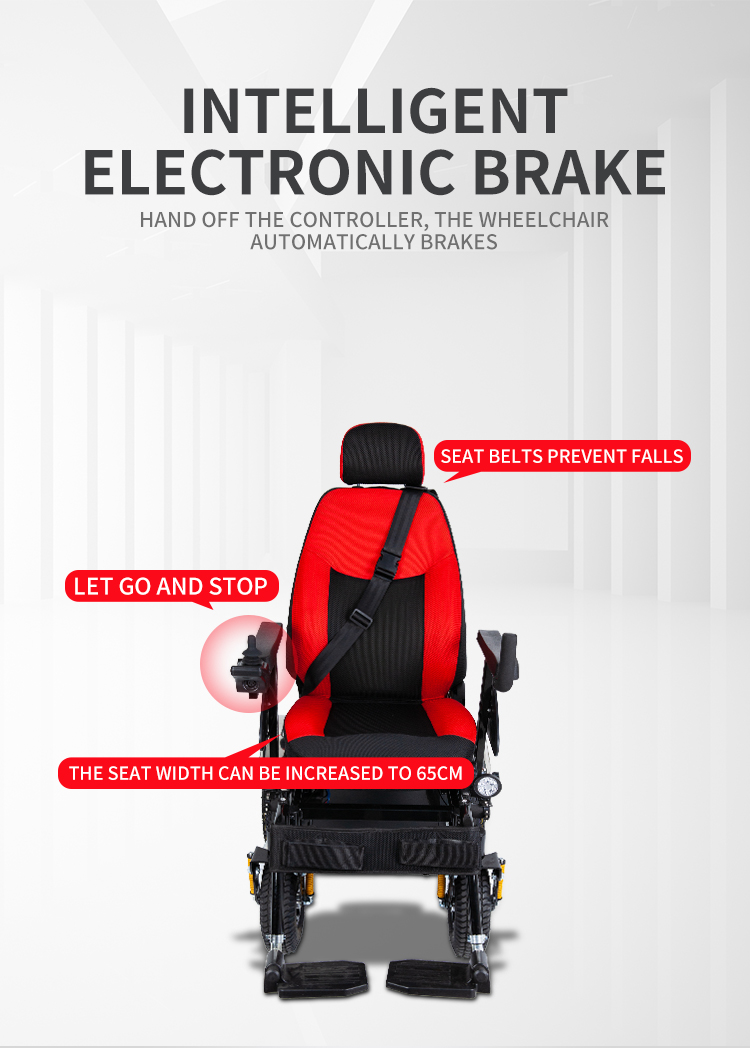 INTELLIGENT
ELECTRONIC BRAKE
HAND OFF THE CONTROLLER, THE WHEELCHAIR
AUTOMATICALLY BRAKES
SEAT BELTS PREVENT FALLS
LET GO AND STOP
THE SEAT WIDTH CAN BE INCREASED TO 65CM